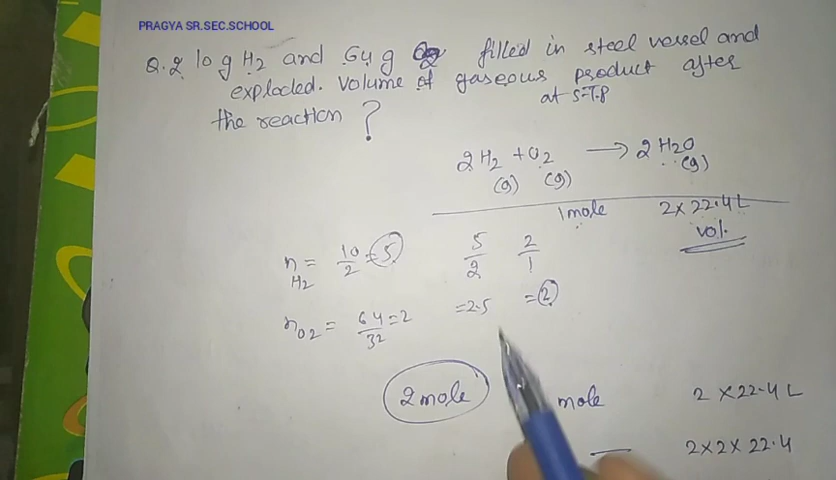 PRAGYA SR.SEC.SCHOOL
Q.2 10 g H2 and 64 g O2 filled in steel vessel and
exploded. Volume of gaseous product after
at S.T.P
the reaction ?
2H2 + O2 → 2H2O
(g) (g) (g)
1 mole 2×22.4 L
vol.
nH2 = 10/2 = 5 5/2 2/1
nO2 = 64/32 = 2 =2.5 =2
2 mole mole 2 × 22.4 L
2×2×22.4